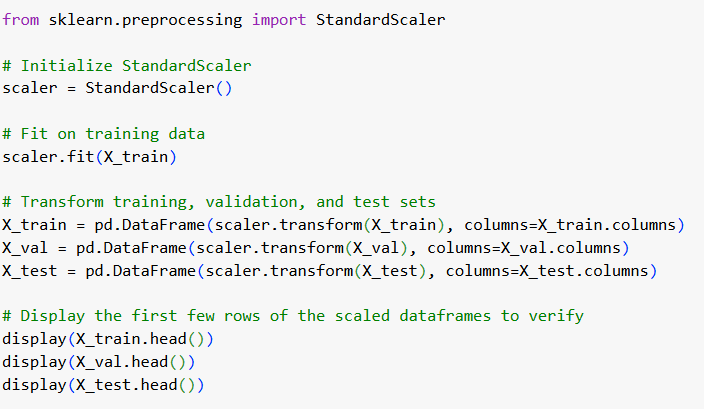 from sklearn.preprocessing import StandardScaler
# Initialize StandardScaler
scaler = StandardScaler()
# Fit on training data
scaler.fit(X_train)
# Transform training, validation, and test sets
X_train = pd.DataFrame(scaler.transform(X_train), columns=X_train.columns)
X_val = pd.DataFrame(scaler.transform(X_val), columns=X_val.columns)
X_test = pd.DataFrame(scaler.transform(X_test), columns=X_test.columns)
# Display the first few rows of the scaled dataframes to verify
display(X_train.head())
display(X_val.head())
display(X_test.head())